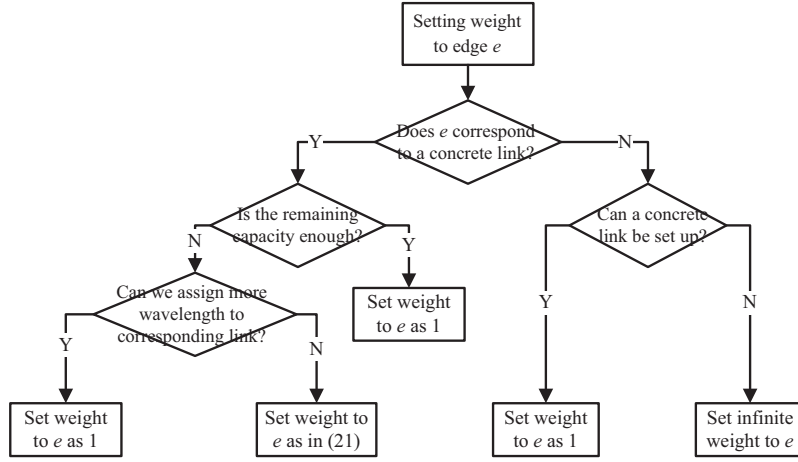 Setting weight
to edge e
Does e correspond
to a concrete link?
Y
N
Is the remaining
capacity enough?
Can a concrete
link be set up?
N
Y
Can we assign more
wavelength to
corresponding link?
Set weight
to e as 1
Y
N
Y
N
Set weight
to e as 1
Set weight to
e as in (21)
Set weight
to e as 1
Set infinite
weight to e